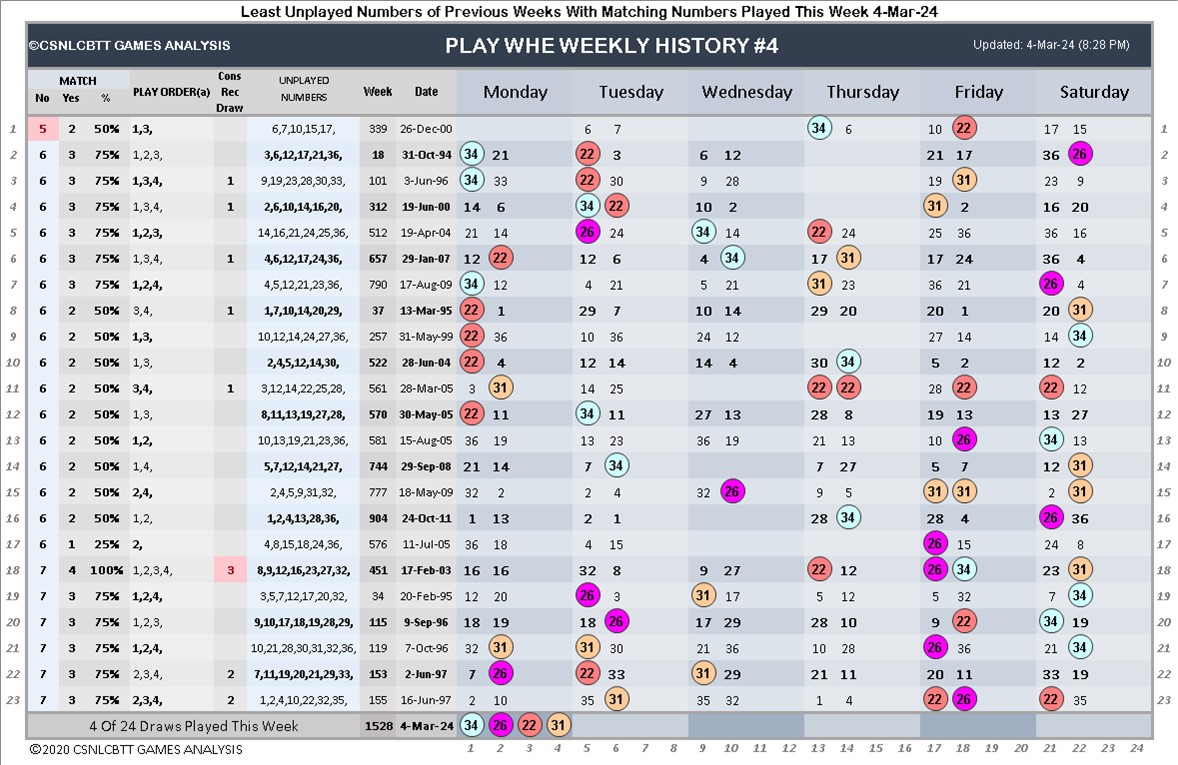 Least Unplayed Numbers of Previous Weeks With Matching Numbers Played This Week 4-Mar-24
©CSNLCBTT GAMES ANALYSIS PLAY WHE WEEKLY HISTORY #4 Updated: 4-Mar-24 (8:28 PM)
MATCH Cons UNPLAYED
No Yes % PLAY ORDER(a) Rec Draw NUMBERS Week Date Monday Tuesday Wednesday Thursday Friday Saturday
1 5 2 50% 1,3, 6,7,10,15,17, 339 26-Dec-00 6 7 34 6 10 22 17 15 1
2 6 3 75% 1,2,3, 3,6,12,17,21,36, 18 31-Oct-94 34 21 22 3 6 12 21 17 36 26 2
3 6 3 75% 1,3,4, 1 9,19,23,28,30,33, 101 3-Jun-96 34 33 22 30 9 28 19 31 23 9 3
4 6 3 75% 1,3,4, 1 2,6,10,14,16,20, 312 19-Jun-00 14 6 34 22 10 2 31 2 16 20 4
5 6 3 75% 1,2,3, 14,16,21,24,25,36, 512 19-Apr-04 21 14 26 24 34 14 22 24 25 36 36 16 5
6 6 3 75% 1,3,4, 1 4,6,12,17,24,36, 657 29-Jan-07 12 22 12 6 4 34 17 31 17 24 36 4 6
7 6 3 75% 1,2,4, 4,5,12,21,23,36, 790 17-Aug-09 34 12 4 21 5 21 31 23 36 21 26 4 7
8 6 2 50% 3,4, 1 1,7,10,14,20,29, 37 13-Mar-95 22 1 29 7 10 14 29 20 20 1 20 31 8
9 6 2 50% 1,3, 10,12,14,24,27,36, 257 31-May-99 22 36 10 36 24 12 27 14 14 34 9
10 6 2 50% 1,3, 2,4,5,12,14,30, 522 28-Jun-04 22 4 12 14 14 4 30 34 5 2 12 2 10
11 6 2 50% 3,4, 1 3,12,14,22,25,28, 561 28-Mar-05 3 31 14 25 22 22 28 22 22 12 11
12 6 2 50% 1,3, 8,11,13,19,27,28, 570 30-May-05 22 11 34 11 27 13 28 8 19 13 13 27 12
13 6 2 50% 1,2, 10,13,19,21,23,36, 581 15-Aug-05 36 19 13 23 36 19 21 13 10 26 34 13 13
14 6 2 50% 1,4, 5,7,12,14,21,27, 744 29-Sep-08 21 14 7 34 7 27 5 7 12 31 14
15 6 2 50% 2,4, 2,4,5,9,31,32, 777 18-May-09 32 2 2 4 32 26 9 5 31 31 2 31 15
16 6 2 50% 1,2, 1,2,4,13,28,36, 904 24-Oct-11 1 13 2 1 28 34 28 4 26 36 16
17 6 1 25% 2, 4,8,15,18,24,36, 576 11-Jul-05 36 18 4 15 26 15 24 8 17
18 7 4 100% 1,2,3,4, 3 8,9,12,16,23,27,32, 451 17-Feb-03 16 16 32 8 9 27 22 12 26 34 23 31 18
19 7 3 75% 1,2,4, 3,5,7,12,17,20,32, 34 20-Feb-95 12 20 26 3 31 17 5 12 5 32 7 34 19
20 7 3 75% 1,2,3, 9,10,17,18,19,28,29, 115 9-Sep-96 18 19 18 26 17 29 28 10 9 22 34 19 20
21 7 3 75% 1,2,4, 10,21,28,30,31,32,36, 119 7-Oct-96 32 31 31 30 21 36 10 28 26 36 21 34 21
22 7 3 75% 2,3,4, 2 7,11,19,20,21,29,33, 153 2-Jun-97 7 26 22 33 31 29 21 11 20 11 33 19 22
23 7 3 75% 2,3,4, 2 1,2,4,10,22,32,35, 155 16-Jun-97 2 10 35 31 35 32 1 4 22 26 22 35 23
4 Of 24 Draws Played This Week 1528 4-Mar-24 34 26 22 31
©2020 CSNLCBTT GAMES ANALYSIS 1 2 3 4 5 6 7 8 9 10 11 12 13 14 15 16 17 18 19 20 21 22 23 24